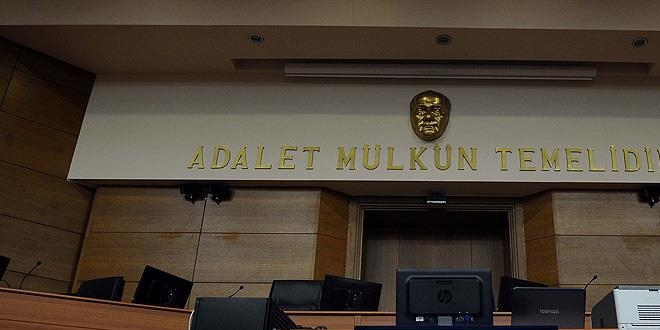 ADALET MÜLKÜN TEMELİDİR
hp
TOSHIBA